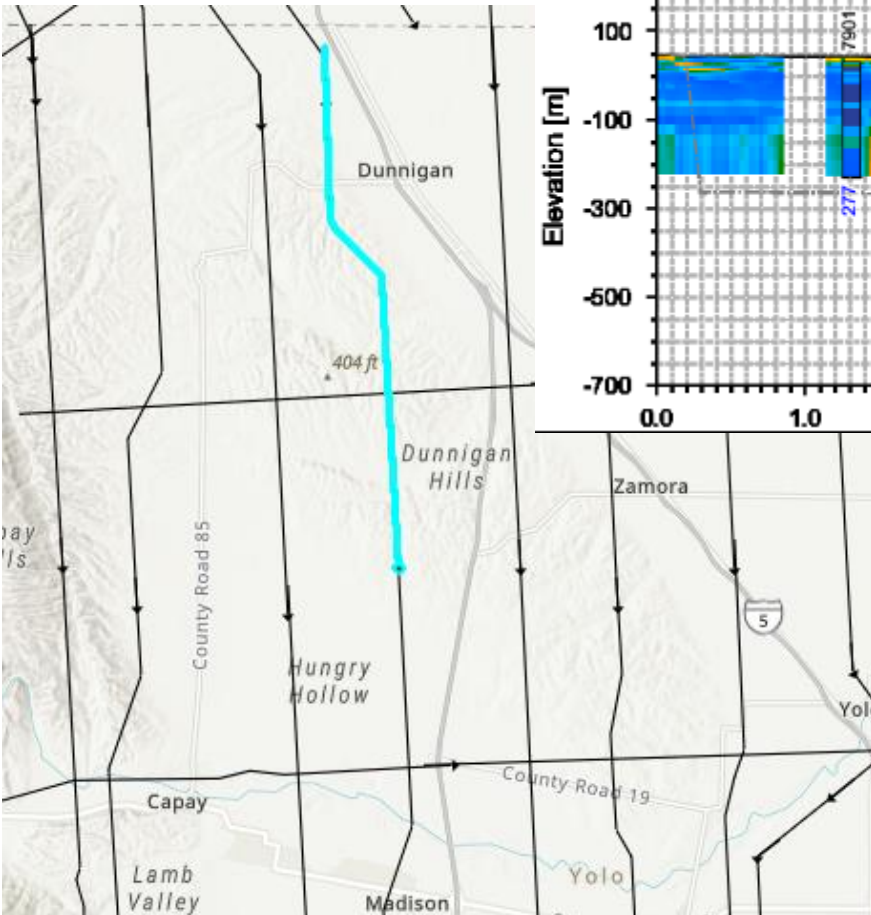 Dunnigan
404 ft
Dunnigan
Hills
Zamora
County Road 85
5
Hungry
Hollow
Yol
County Road 19
Capay
Lamb
Valley
Yolo
Madison
pay
lls
Elevation [m]
100
-100
-300
-500
-700
0.0
1.0
7901
277